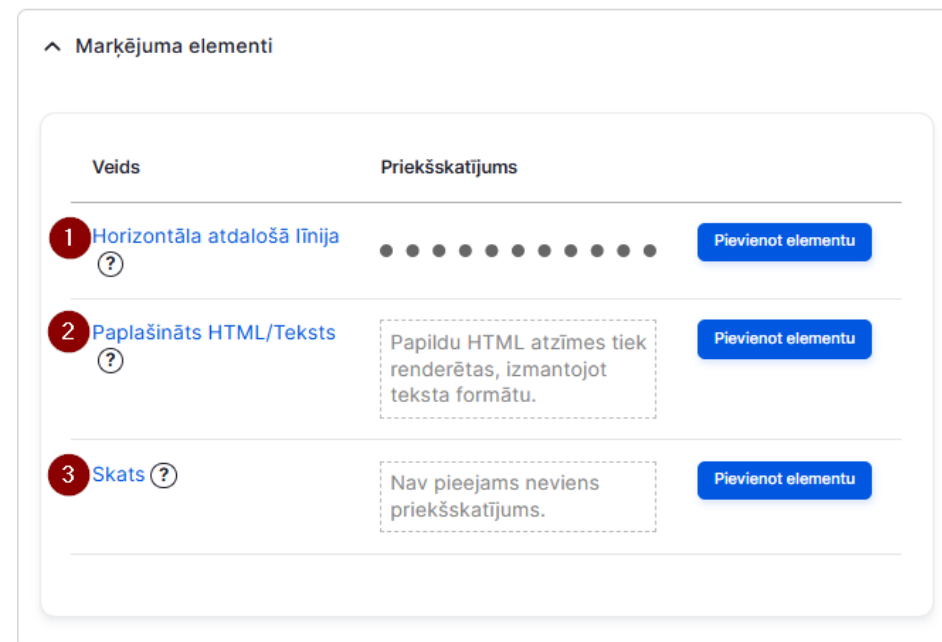 Marķējuma elementi
Veids Priekšskatījums
1 Horizontāla atdalošā līnija
?
Pievienot elementu
2 Paplašināts HTML/Teksts
?
Papildu HTML atzīmes tiek
renderētas, izmantojot
teksta formātu.
Pievienot elementu
3 Skats ?
Nav pieejams neviens
priekšskatījums.
Pievienot elementu